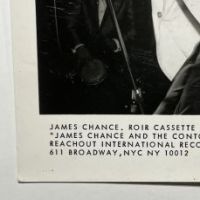 JAMES CHANCE. ROIR CASSETTE
"JAMES CHANCE AND THE CONTO
REACHOUT INTERNATIONAL RECO
611 BROADWAY, NYC NY 10012